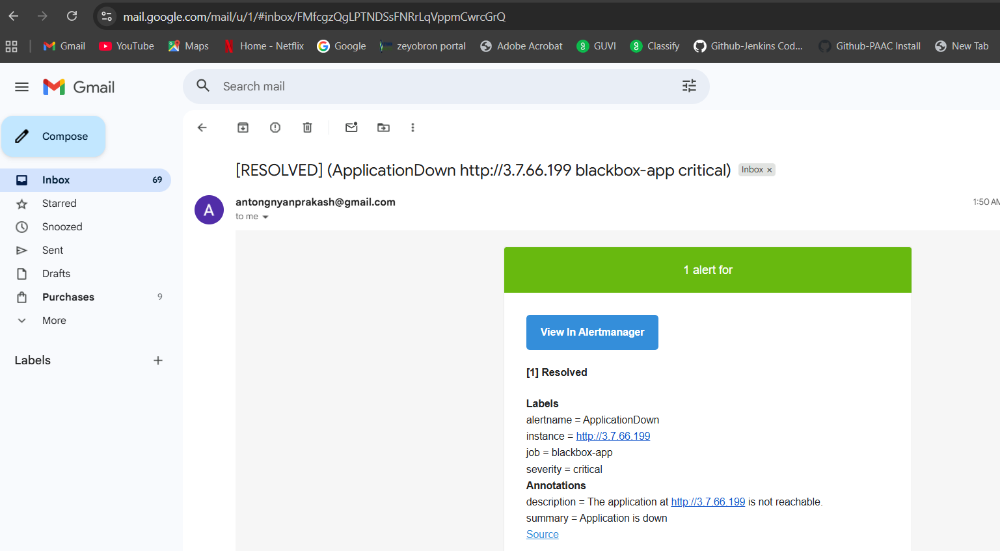 mail.google.com/mail/u/1/#inbox/FMfcgzQgLPTNDSsFNRrLqVppmCwrcGrQ
Gmail YouTube Maps Home - Netflix Google zeyobron portal Adobe Acrobat GUVI Classify Github-Jenkins Cod... Github-PAAC Install New Tab
Gmail
Search mail
Compose
Inbox 69
Starred
Snoozed
Sent
Drafts
Purchases 9
More
Labels
[RESOLVED] (ApplicationDown http://3.7.66.199 blackbox-app critical) Inbox ×
A
antongnyanprakash@gmail.com
1:50 AM
to me
1 alert for
View In Alertmanager
[1] Resolved
Labels
alertname = ApplicationDown
instance = http://3.7.66.199
job = blackbox-app
severity = critical
Annotations
description = The application at http://3.7.66.199 is not reachable.
summary = Application is down
Source